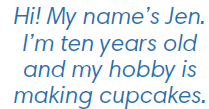 Hi! My name’s Jen.
I’m ten years old
and my hobby is
making cupcakes.